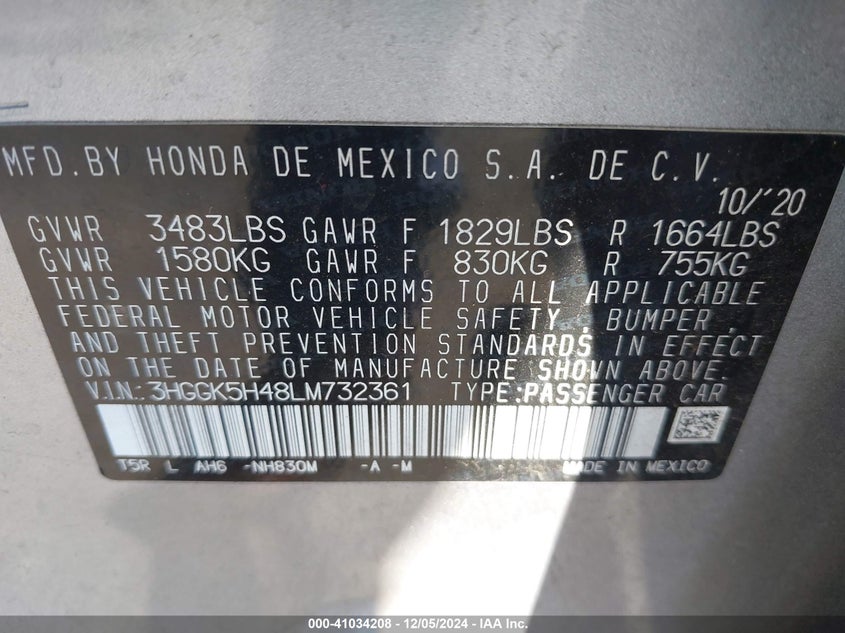 MFD.BY HONDA DE MEXICO S.A. DE C.V.
10/'20
GVWR 3483LBS GAWR F 1829LBS R 1664LBS
GVWR 1580KG GAWR F 830KG R 755KG
THIS VEHICLE CONFORMS TO ALL APPLICABLE
FEDERAL MOTOR VEHICLE SAFETY, BUMPER,
AND THEFT PREVENTION STANDARDS IN EFFECT
ON THE DATE OF MANUFACTURE SHOWN ABOVE.
V.I.N.: 3HGGK5H48LM732361 TYPE:PASSENGER CAR
T5R L AH6 -NH830M -A -M MADE IN MEXICO
000-41034208 - 12/05/2024 - IAA Inc.